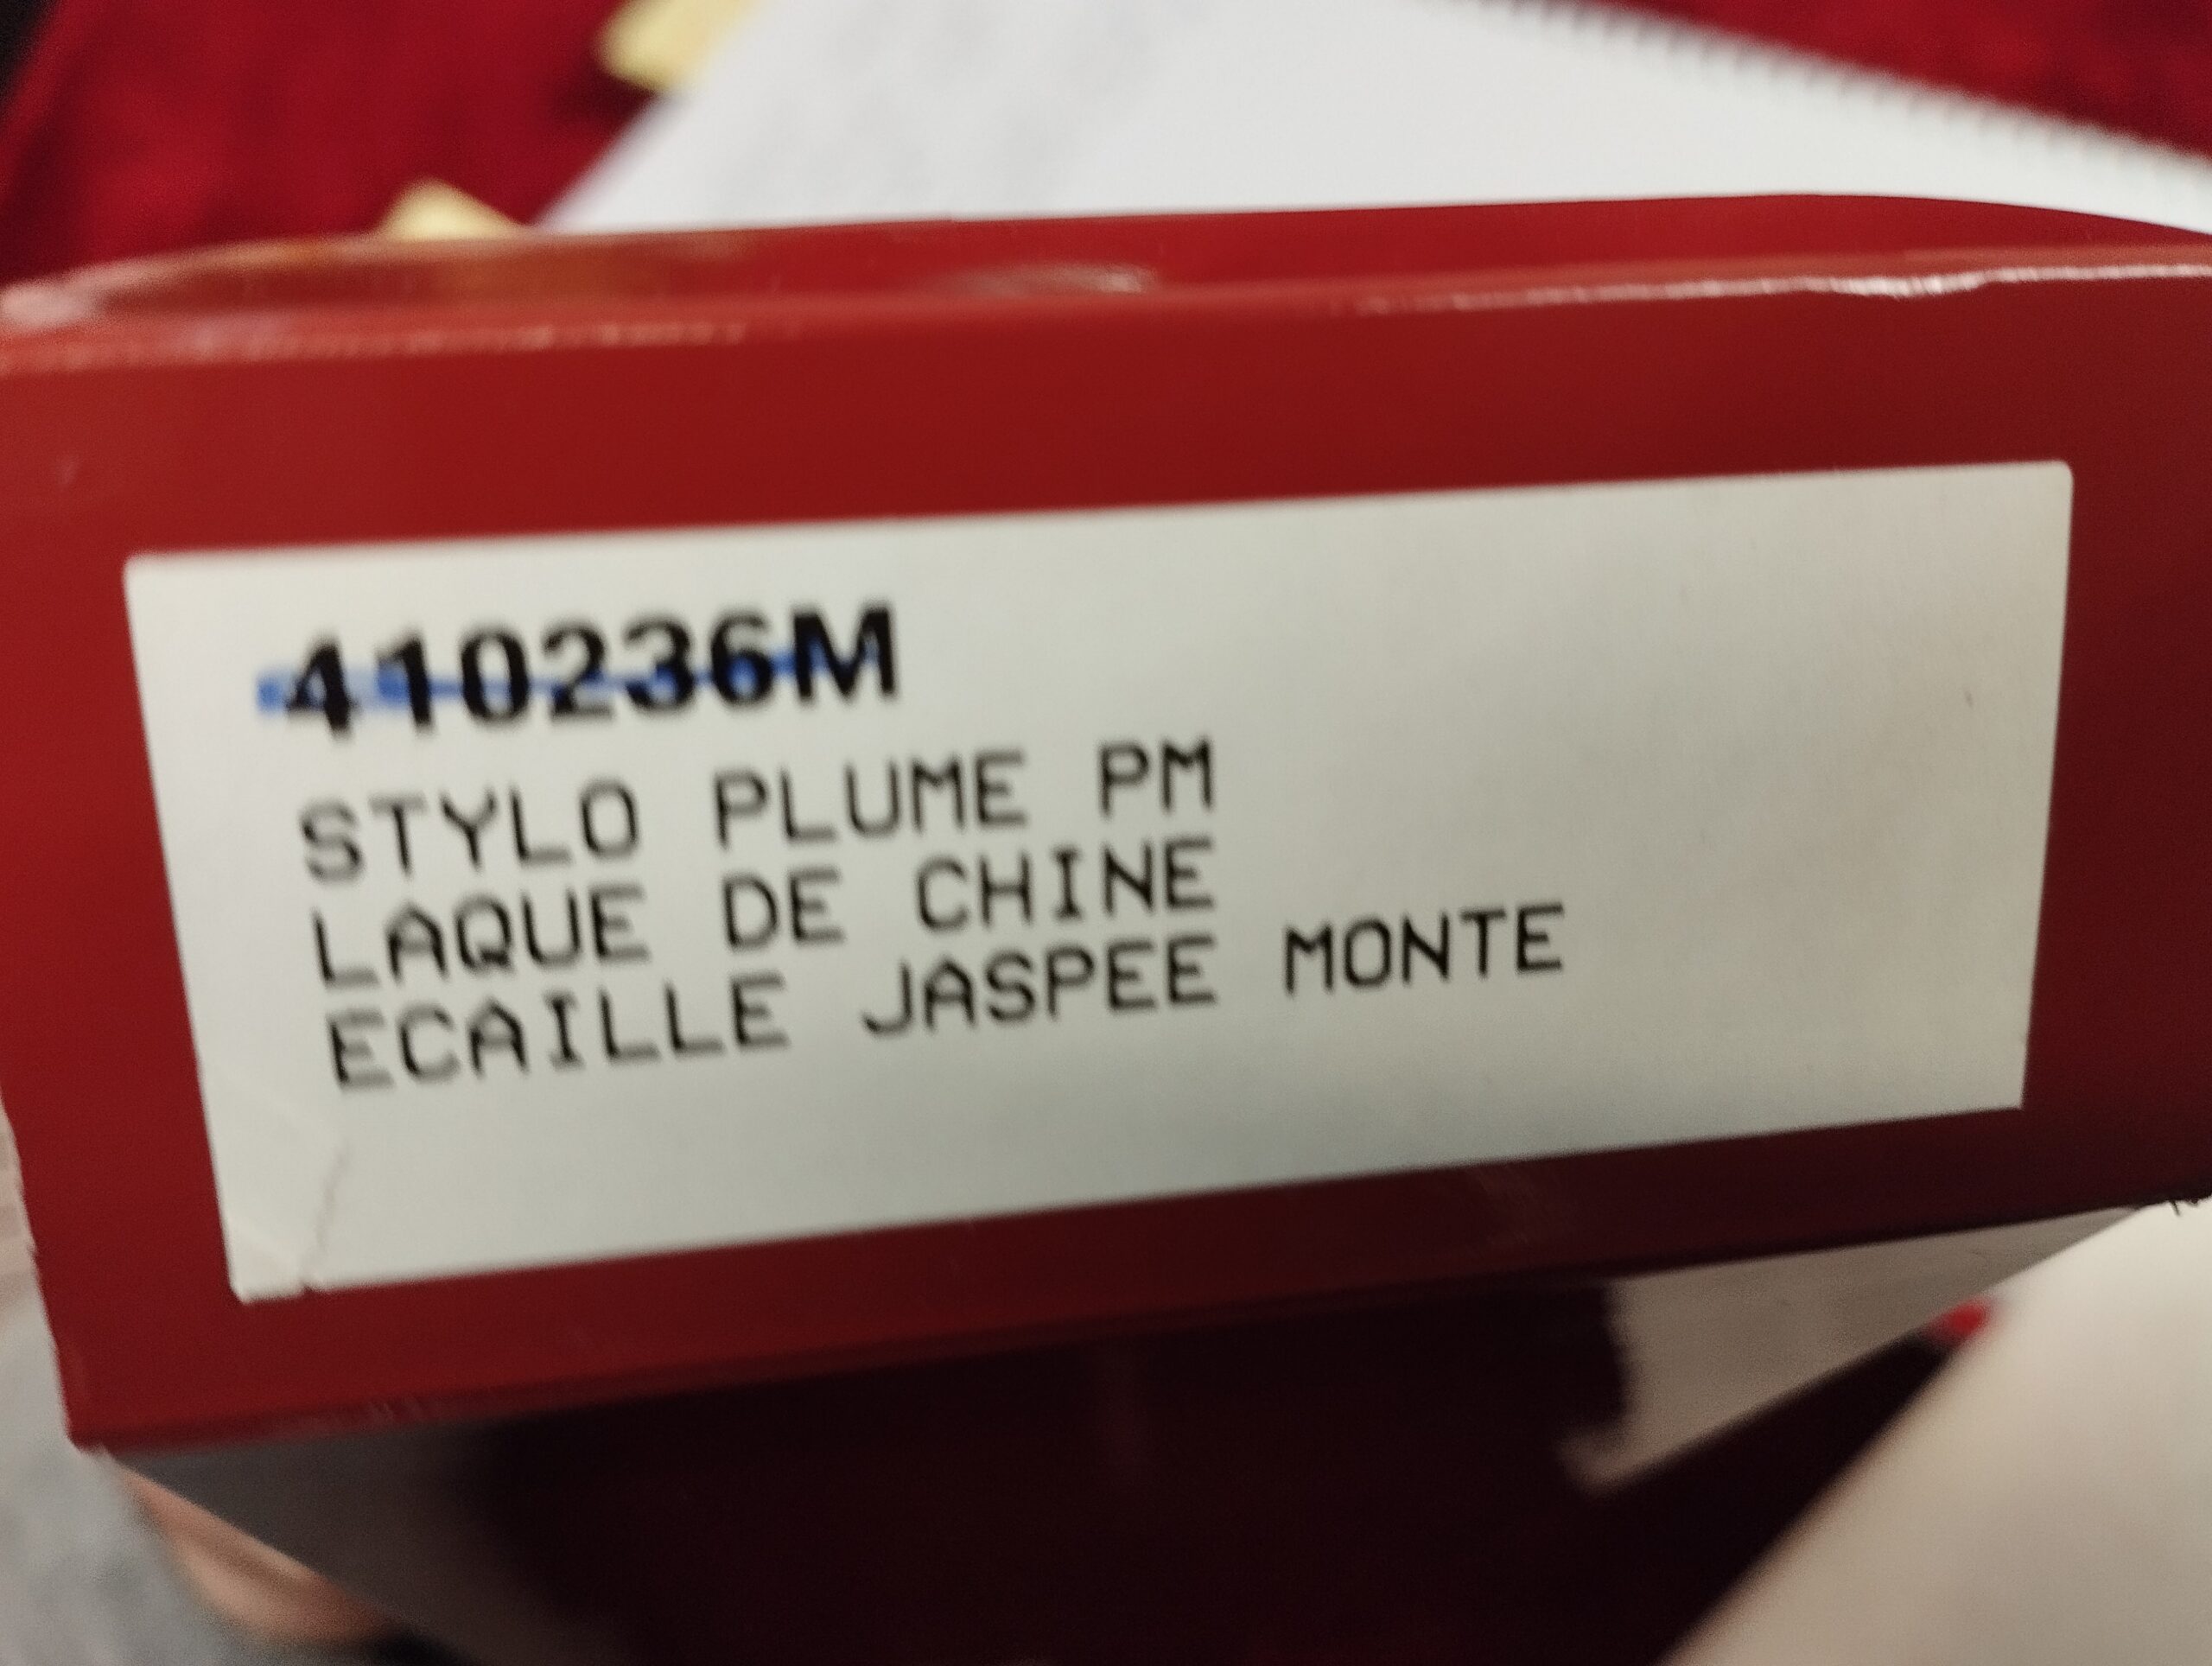 410236M
STYLO PLUME PM
LAQUE DE CHINE
ECAILLE JASPEE MONTE